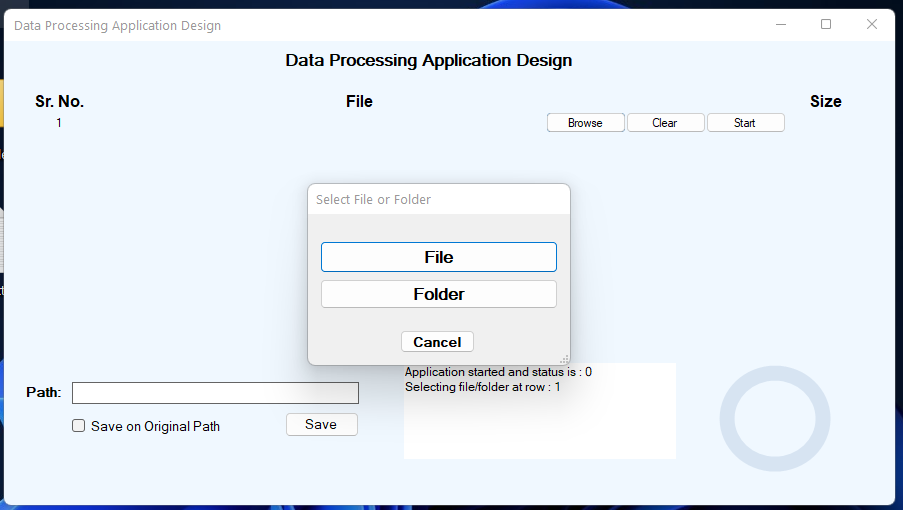 Data Processing Application Design
Data Processing Application Design
Sr. No. File Size
1 Browse Clear Start
Select File or Folder
File
Folder
Cancel
Application started and status is : 0
Selecting file/folder at row : 1
Path:
Save on Original Path Save